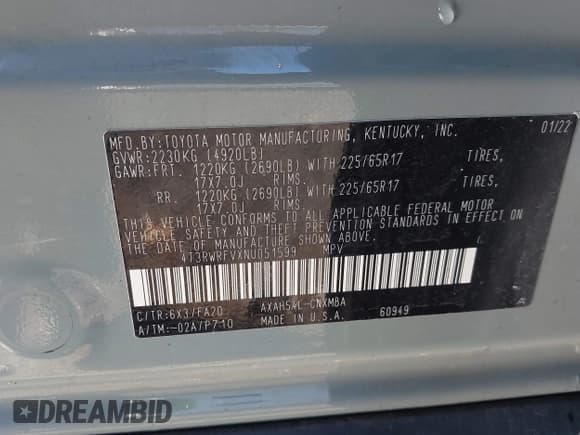 MFD.BY:TOYOTA MOTOR MANUFACTURING, KENTUCKY, INC. 01/22
GVWR:2230KG (4920LB)
GAWR:FRT. 1220KG (2690LB) WITH 225/65R17 TIRES,
17X7.0J RIMS.
RR. 1220KG (2690LB) WITH 225/65R17 TIRES,
17X7.0J RIMS.
THIS VEHICLE CONFORMS TO ALL APPLICABLE FEDERAL MOTOR
VEHICLE SAFETY AND THEFT PREVENTION STANDARDS IN EFFECT ON
THE DATE OF MANUFACTURE SHOWN ABOVE.
4T3RWRFVXNU051599 MPV
C/TR:6X3/FA20 AXAH54L-CNXMBA
A/TM:-02A/P710 MADE IN U.S.A. 60949 A
DREAMBID